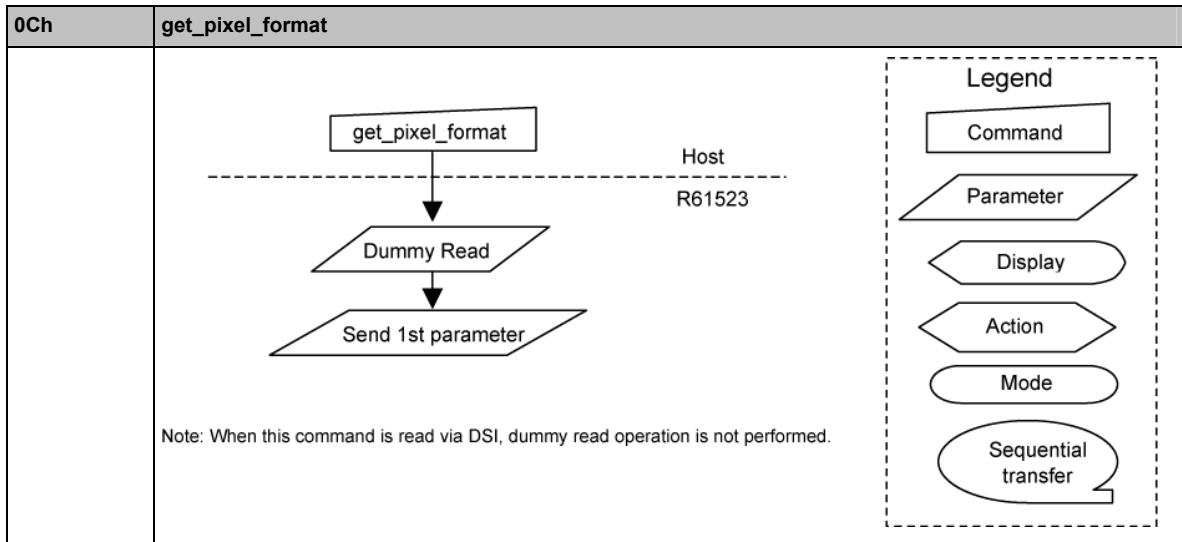 0Ch get_pixel_format
get_pixel_format
Host
R61523
Dummy Read
Send 1st parameter
Note: When this command is read via DSI, dummy read operation is not performed.
Legend
Command
Parameter
Display
Action
Mode
Sequential
transfer